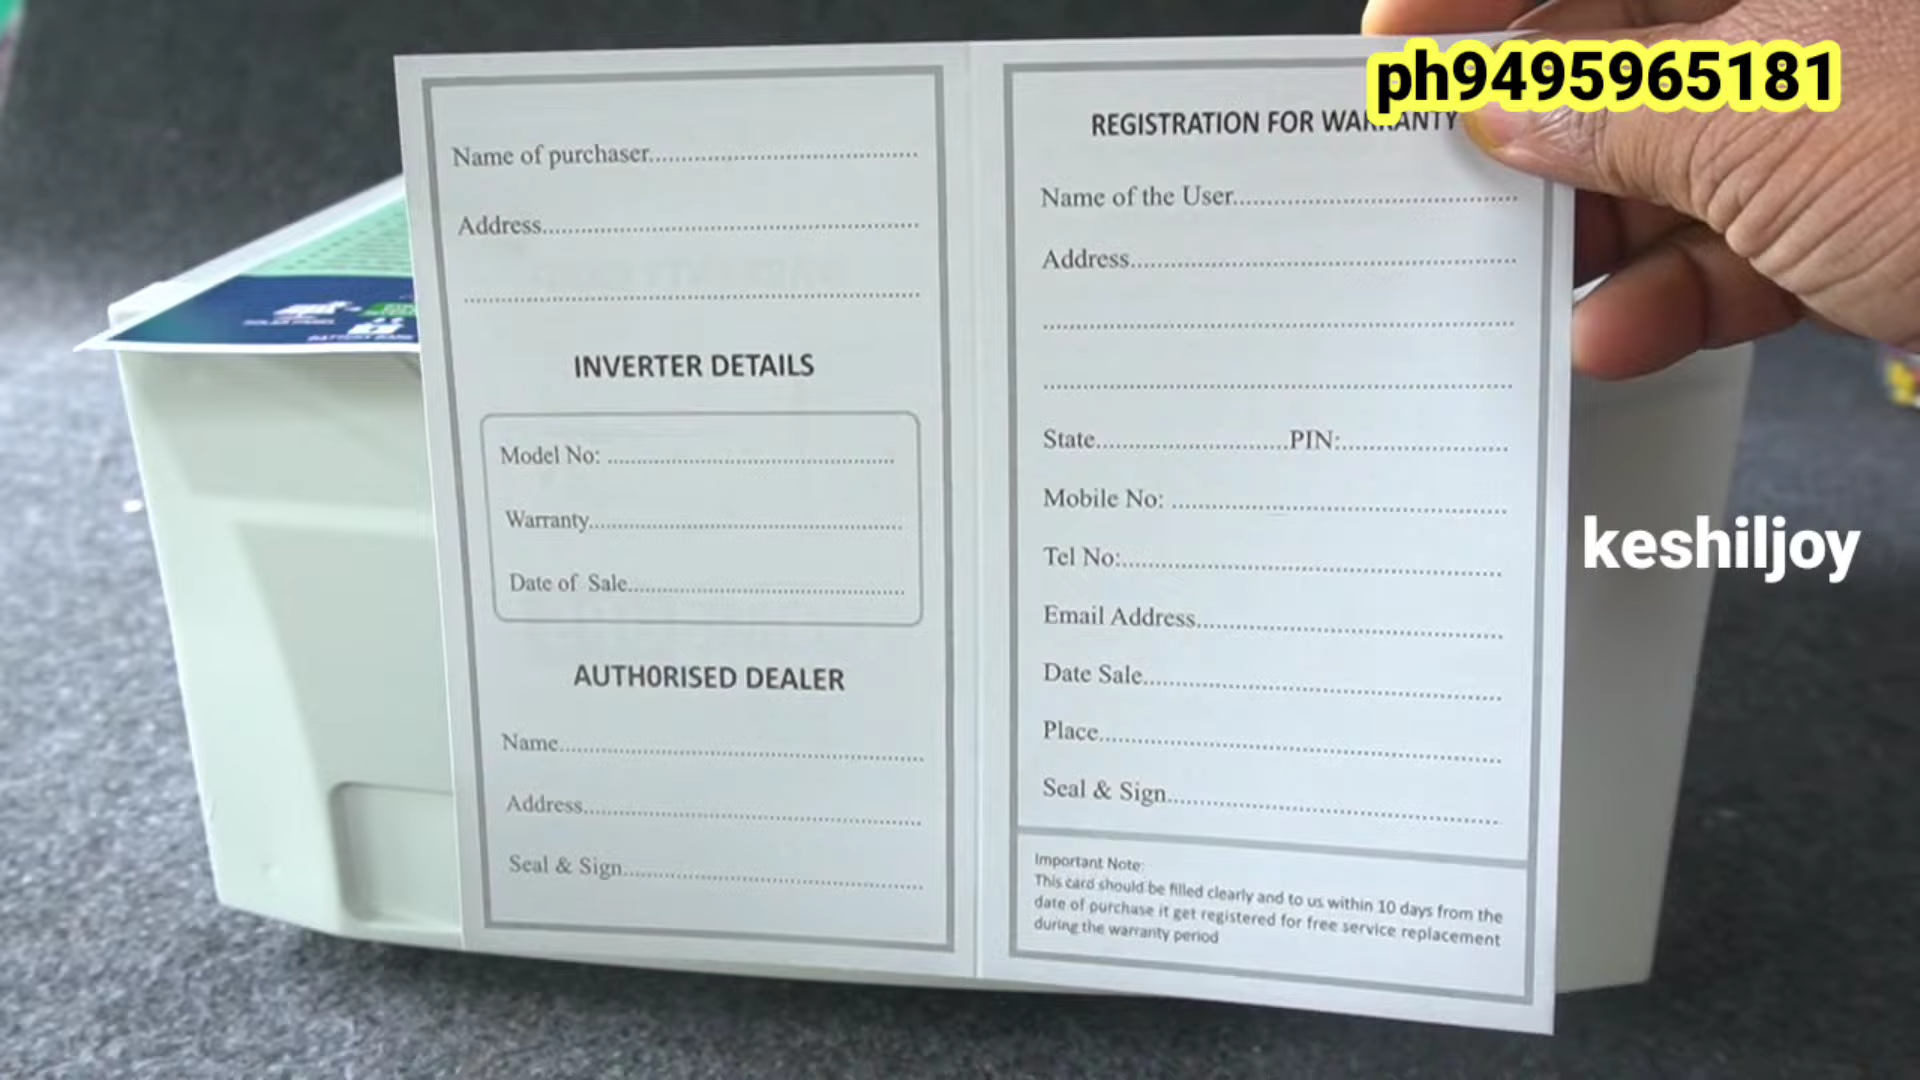 ph9495965181
Name of purchaser
Address
INVERTER DETAILS
Model No:
Warranty
Date of Sale
AUTHORISED DEALER
Name
Address
Seal & Sign
REGISTRATION FOR WARRANTY
Name of the User
Address
State PIN:
Mobile No:
Tel No:
Email Address
Date Sale
Place
Seal & Sign
Important Note:
This card should be filled clearly and to us within 10 days from the
date of purchase it get registered for free service replacement
during the warranty period
keshiljoy